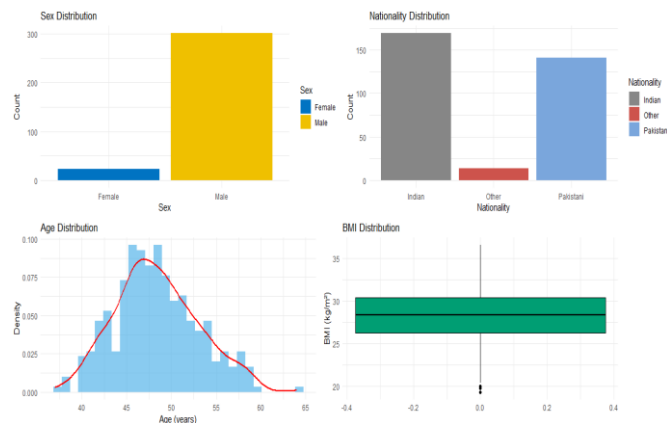 Sex Distribution
300
200
100
0
Count
Female
Male
Sex
Sex
Female
Male
Nationality Distribution
150
100
50
0
Count
Indian
Other
Pakistani
Nationality
Nationality
Indian
Other
Pakistani
Age Distribution
0.100
0.075
0.050
0.025
0.000
Density
40
45
50
55
60
65
Age (years)
BMI Distribution
35
30
25
20
BMI (kg/m²)
-0.4
-0.2
0.0
0.2
0.4